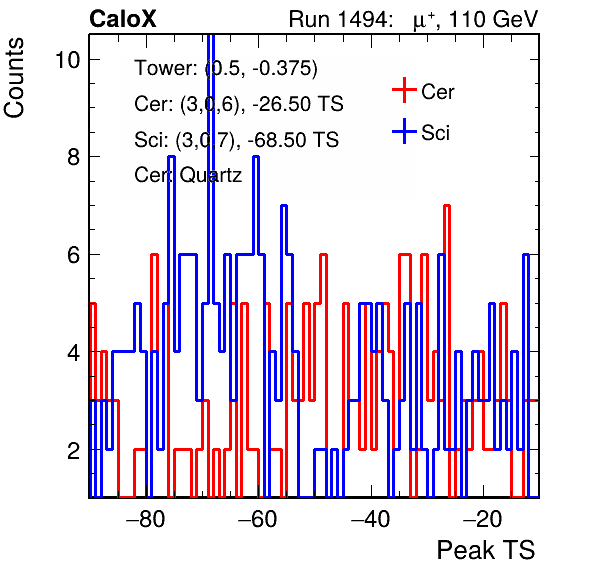 CaloX Run 1494: μ⁺, 110 GeV
Counts
Tower: (0.5, -0.375)
Cer: (3,0,6), -26.50 TS
Sci: (3,0,7), -68.50 TS
Cer: Quartz
Cer
Sci
10
8
6
4
2
−80 −60 −40 −20
Peak TS